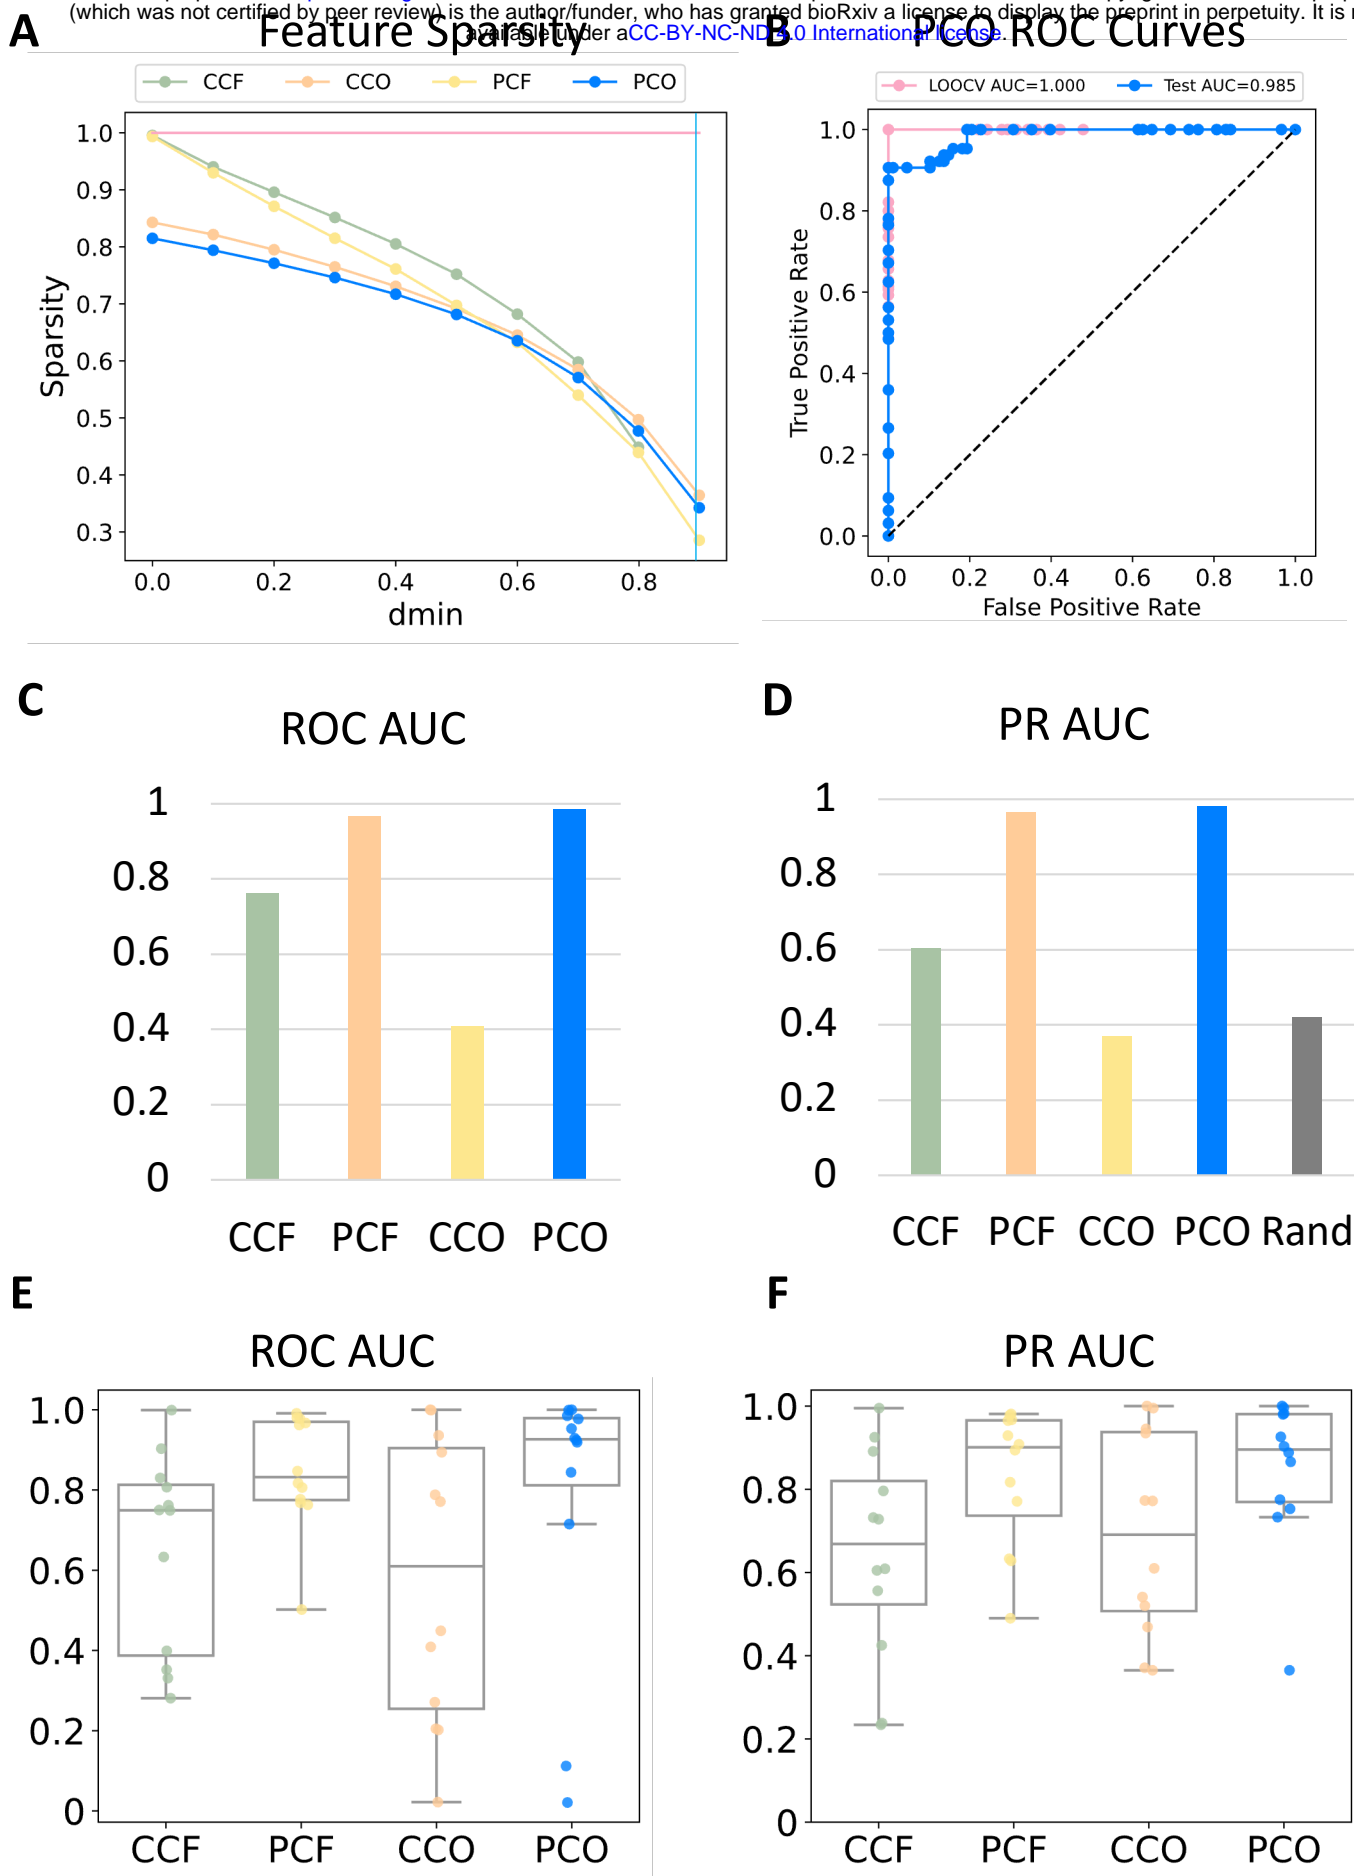 (which was not certified by peer review) is the author/funder, who has granted bioRxiv a license to display the preprint in perpetuity. It is
available under aCC-BY-NC-ND 4.0 International license.
A
Feature Sparsity
CCF CCO PCF PCO
1.0
0.9
0.8
0.7
0.6
0.5
0.4
0.3
Sparsity
0.0 0.2 0.4 0.6 0.8
dmin
B
PCO ROC Curves
LOOCV AUC=1.000 Test AUC=0.985
1.0
0.8
0.6
0.4
0.2
0.0
True Positive Rate
0.0 0.2 0.4 0.6 0.8 1.0
False Positive Rate
C
ROC AUC
1
0.8
0.6
0.4
0.2
0
CCF PCF CCO PCO
D
PR AUC
1
0.8
0.6
0.4
0.2
0
CCF PCF CCO PCO Rand
E
ROC AUC
1.0
0.8
0.6
0.4
0.2
0
CCF PCF CCO PCO
F
PR AUC
1.0
0.8
0.6
0.4
0.2
0
CCF PCF CCO PCO